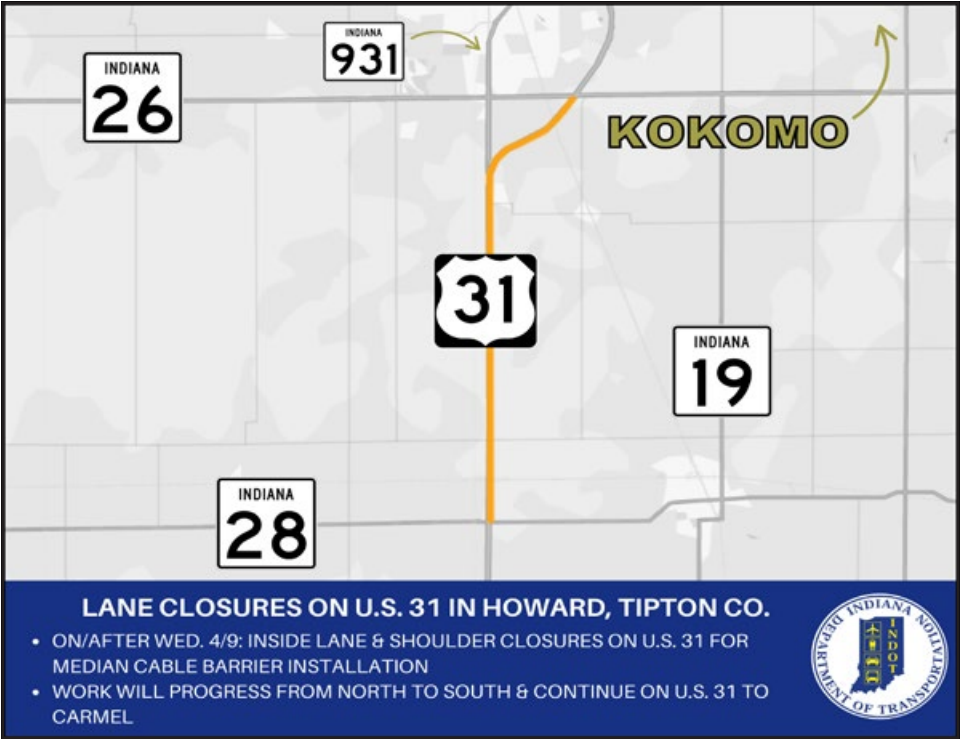 INDIANA
931
INDIANA
26
KOKOMO
31
INDIANA
19
INDIANA
28
LANE CLOSURES ON U.S. 31 IN HOWARD, TIPTON CO.
• ON/AFTER WED. 4/9: INSIDE LANE & SHOULDER CLOSURES ON U.S. 31 FOR
MEDIAN CABLE BARRIER INSTALLATION
• WORK WILL PROGRESS FROM NORTH TO SOUTH & CONTINUE ON U.S. 31 TO
CARMEL
INDIANA
DEPARTMENT OF TRANSPORTATION
INDOT